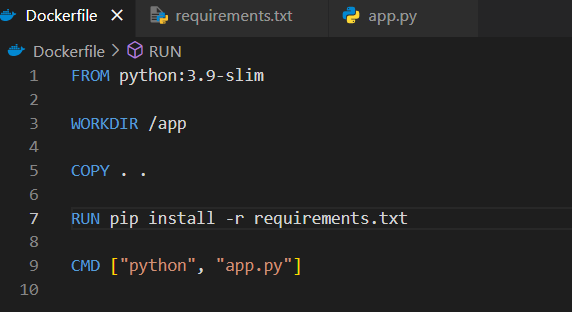 Dockerfile X requirements.txt app.py
Dockerfile > RUN
1 FROM python:3.9-slim
2
3 WORKDIR /app
4
5 COPY . .
6
7 RUN pip install -r requirements.txt
8
9 CMD ["python", "app.py"]
10